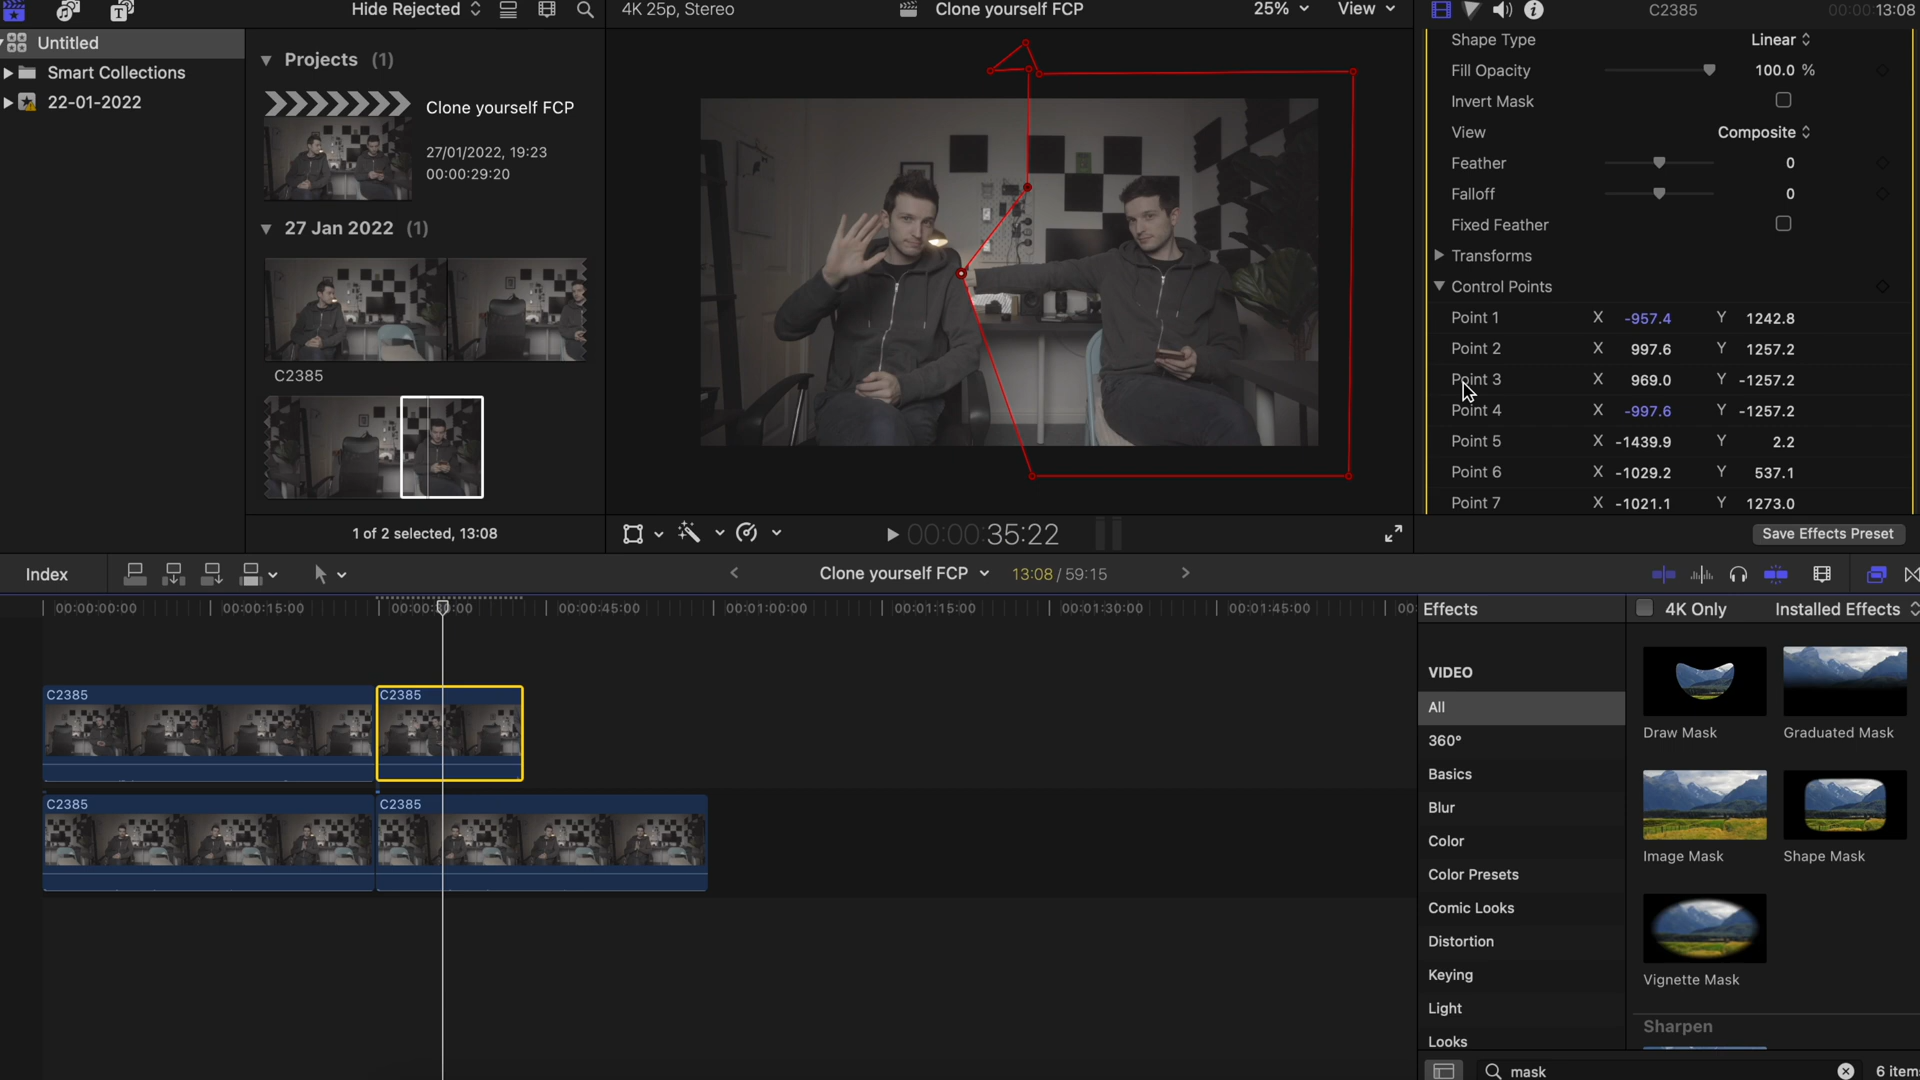 Hide Rejected
4K 25p, Stereo
Clone yourself FCP
25%
View
C2385
00:00:13:08
Untitled
Smart Collections
22-01-2022
Projects (1)
Clone yourself FCP
27/01/2022, 19:23
00:00:29:20
27 Jan 2022 (1)
C2385
1 of 2 selected, 13:08
00:00:35:22
Shape Type Linear
Fill Opacity 100.0 %
Invert Mask
View Composite
Feather 0
Falloff 0
Fixed Feather
Transforms
Control Points
Point 1 X -957.4 Y 1242.8
Point 2 X 997.6 Y 1257.2
Point 3 X 969.0 Y -1257.2
Point 4 X -997.6 Y -1257.2
Point 5 X -1439.9 Y 2.2
Point 6 X -1029.2 Y 537.1
Point 7 X -1021.1 Y 1273.0
Save Effects Preset
Index
Clone yourself FCP
13:08 / 59:15
00:00:00:00
00:00:15:00
00:00:45:00
00:01:00:00
00:01:15:00
00:01:30:00
00:01:45:00
C2385
C2385
C2385
C2385
Effects
4K Only
Installed Effects
VIDEO
All
360°
Basics
Blur
Color
Color Presets
Comic Looks
Distortion
Keying
Light
Looks
Draw Mask
Graduated Mask
Image Mask
Shape Mask
Vignette Mask
Sharpen
mask
6 item